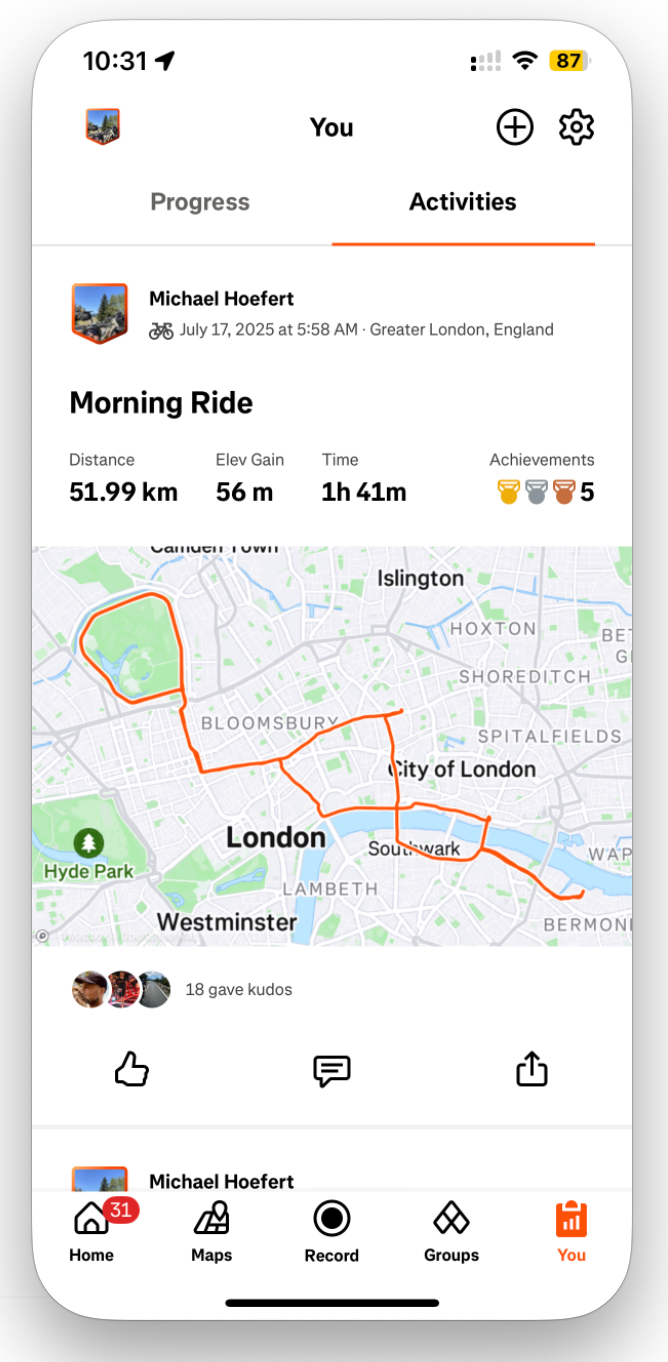 10:31
87
You
Progress
Activities
Michael Hoefert
July 17, 2025 at 5:58 AM · Greater London, England
Morning Ride
Distance
Elev Gain
Time
Achievements
51.99 km
56 m
1h 41m
5
Camden Town
Islington
HOXTON
BE
G
SHOREDITCH
BLOOMSBURY
SPITALFIELDS
City of London
London
Southwark
WAP
Hyde Park
LAMBETH
Westminster
BERMON
18 gave kudos
Michael Hoefert
31
Home
Maps
Record
Groups
You